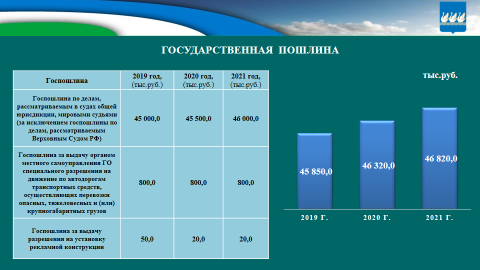 ГОСУДАРСТВЕННАЯ ПОШЛИНА
тыс.руб.
Госпошлина
2019 год,
(тыс.руб.)
2020 год,
(тыс.руб.)
2021 год,
(тыс.руб.)
Госпошлина по делам,
рассматриваемым в судах общей
юрисдикции, мировыми судьями
(за исключением госпошлины по
делам, рассматриваемым
Верховным Судом РФ)
45 000,0
45 500,0
46 000,0
Госпошлина за выдачу органом
местного самоуправления ГО
специального разрешения на
движение по автодорогам
транспортных средств,
осуществляющих перевозки
опасных, тяжеловесных и (или)
крупногабаритных грузов
800,0
800,0
800,0
Госпошлина за выдачу
разрешения на установку
рекламной конструкции
50,0
20,0
20,0
45 850,0
46 320,0
46 820,0
2019 Г.
2020 Г.
2021 Г.